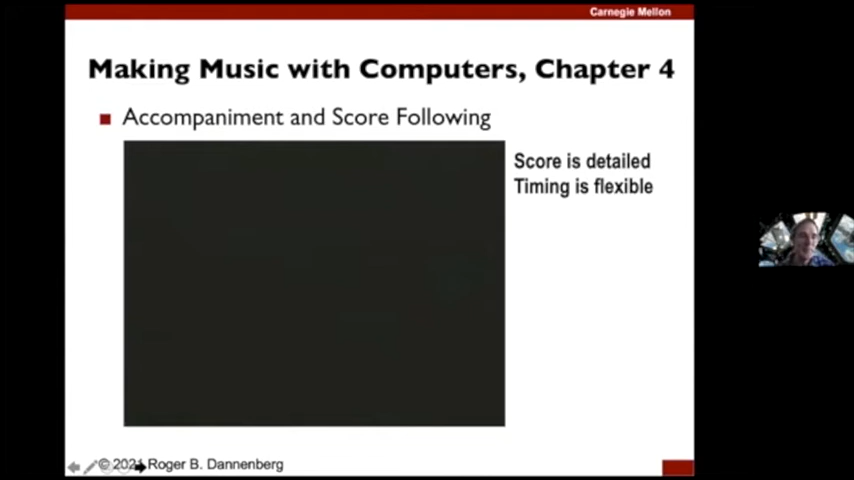 Carnegie Mellon
Making Music with Computers, Chapter 4
Accompaniment and Score Following
Score is detailed
Timing is flexible
© 2021 Roger B. Dannenberg